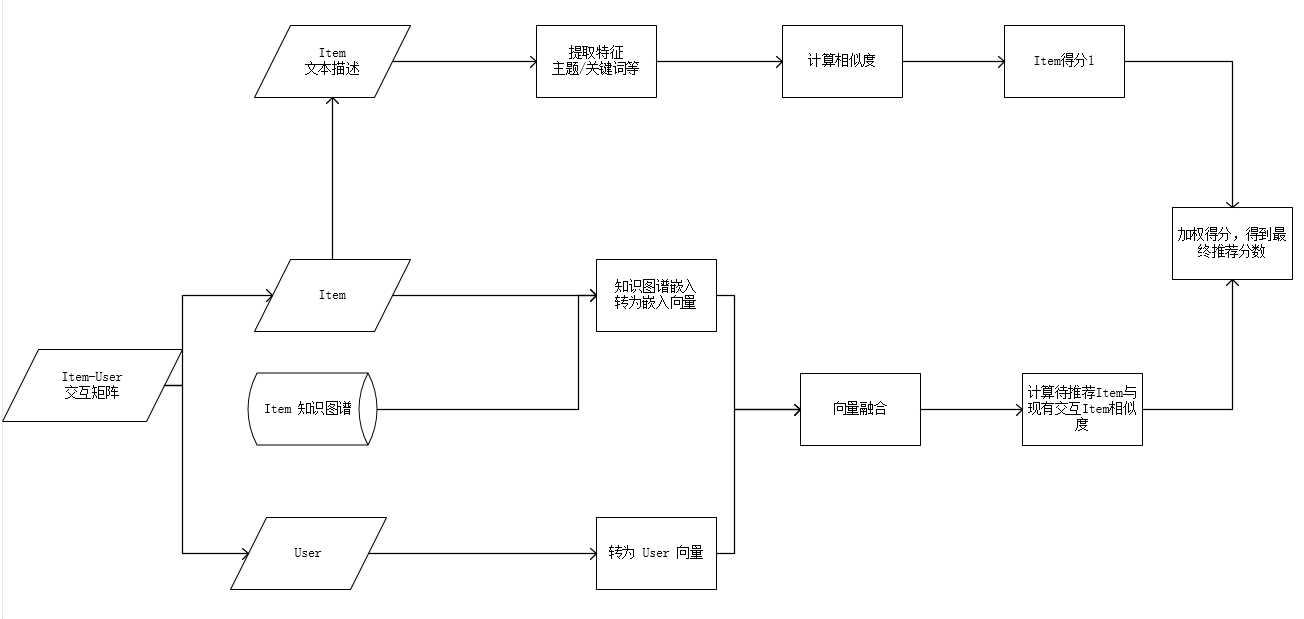 Item
文本描述
提取特征
主题/关键词等
计算相似度
Item得分1
加权得分，得到最
终推荐分数
Item
知识图谱嵌入
转为嵌入向量
Item-User
交互矩阵
Item 知识图谱
向量融合
计算待推荐Item与
现有交互Item相似
度
User
转为 User 向量